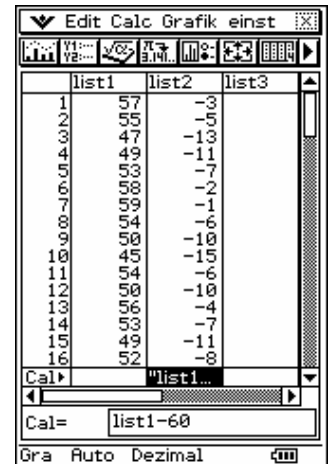 Edit Calc Grafik einst
list1 list2 list3
1 57 -3
2 55 -5
3 47 -13
4 49 -11
5 53 -7
6 58 -2
7 59 -1
8 54 -6
9 50 -10
10 45 -15
11 54 -6
12 50 -10
13 56 -4
14 53 -7
15 49 -11
16 52 -8
Cal▸ "list1...
Cal= list1-60
Gra Auto Dezimal